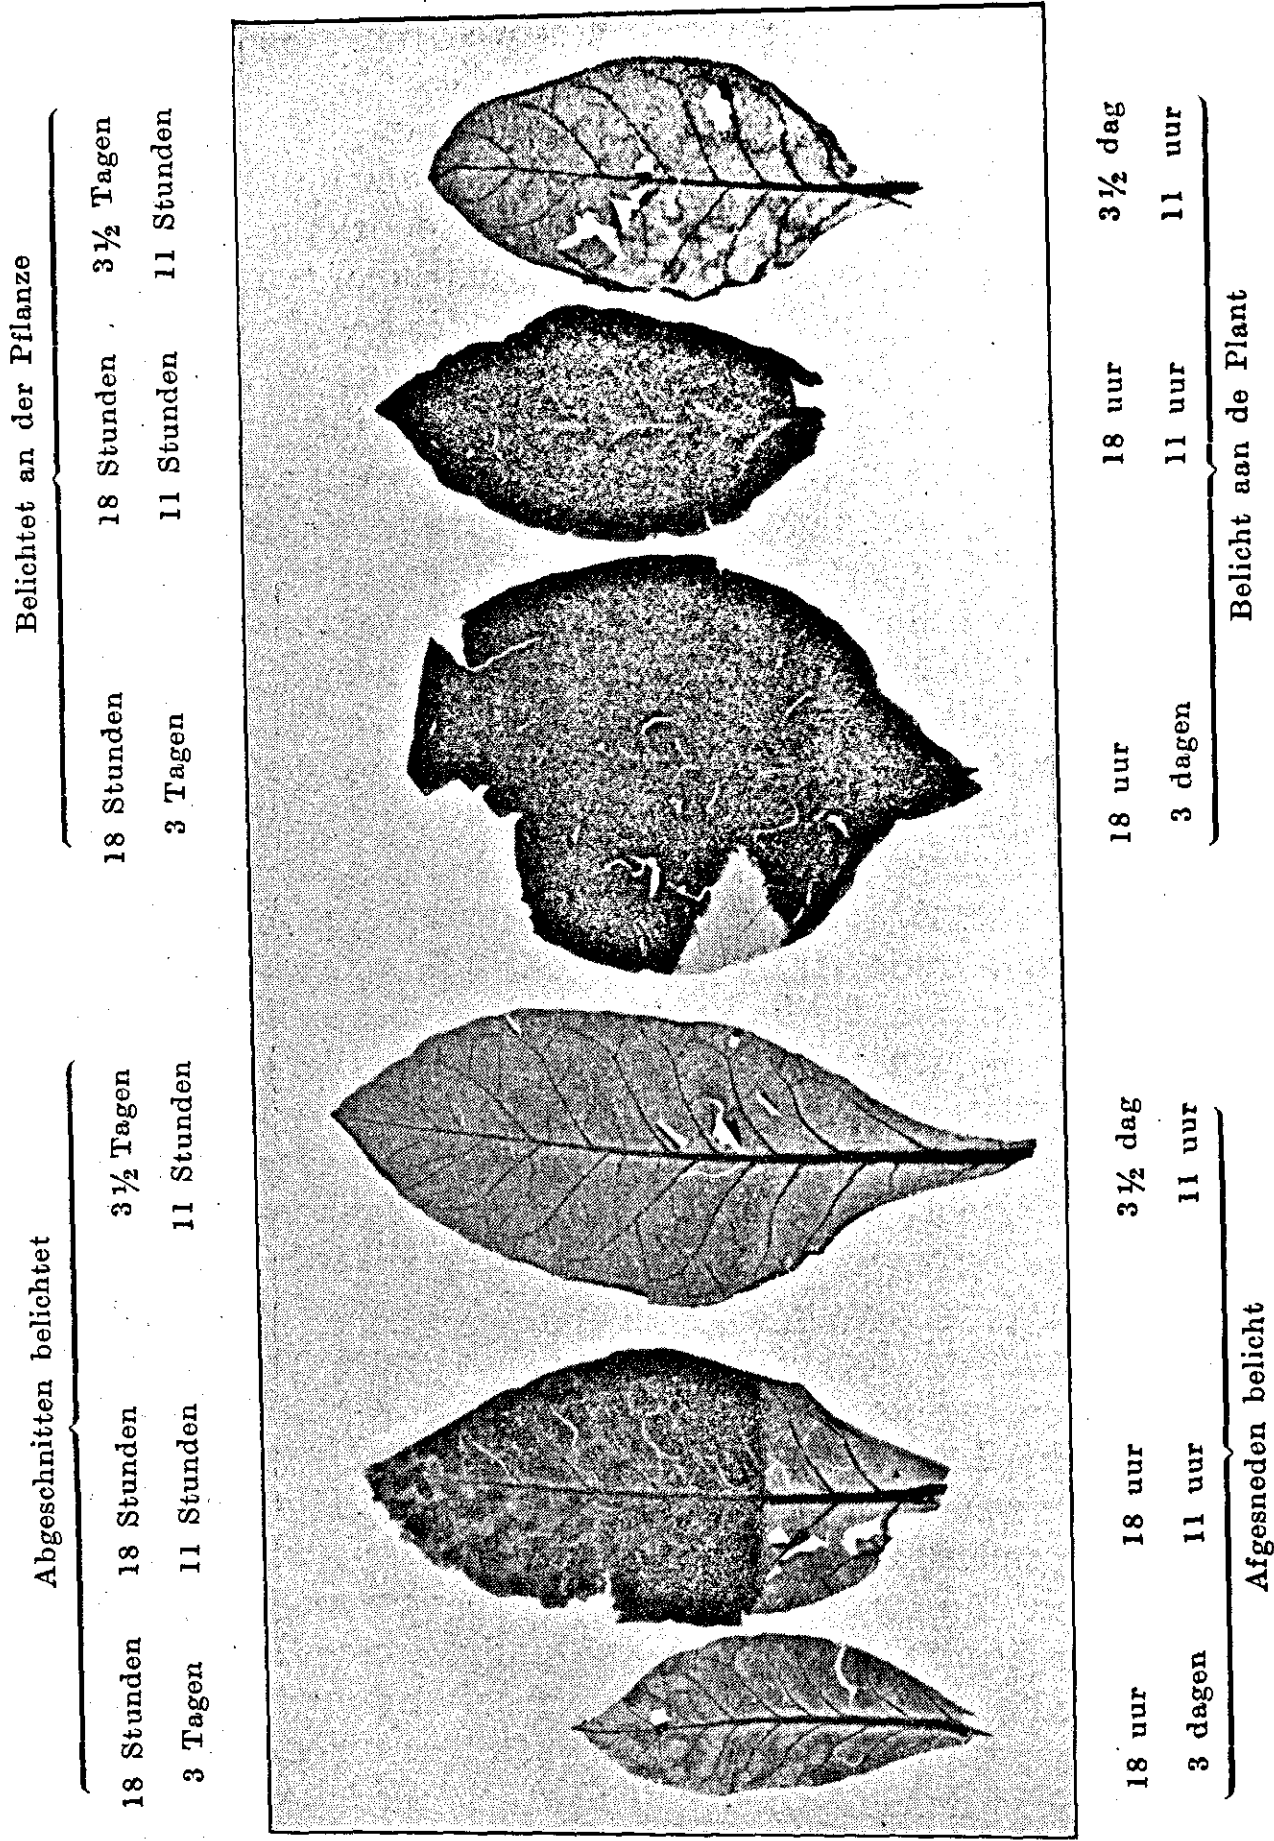 Abgeschnitten belichtet
Belichtet an der Pflanze
18 Stunden 18 Stunden 3½ Tagen 18 Stunden 18 Stunden 3½ Tagen
3 Tagen 11 Stunden 11 Stunden 3 Tagen 11 Stunden 11 Stunden
18 uur 18 uur 3½ dag 18 uur 18 uur 3½ dag
3 dagen 11 uur 11 uur 3 dagen 11 uur 11 uur
Afgesneden belicht
Belicht aan de Plant